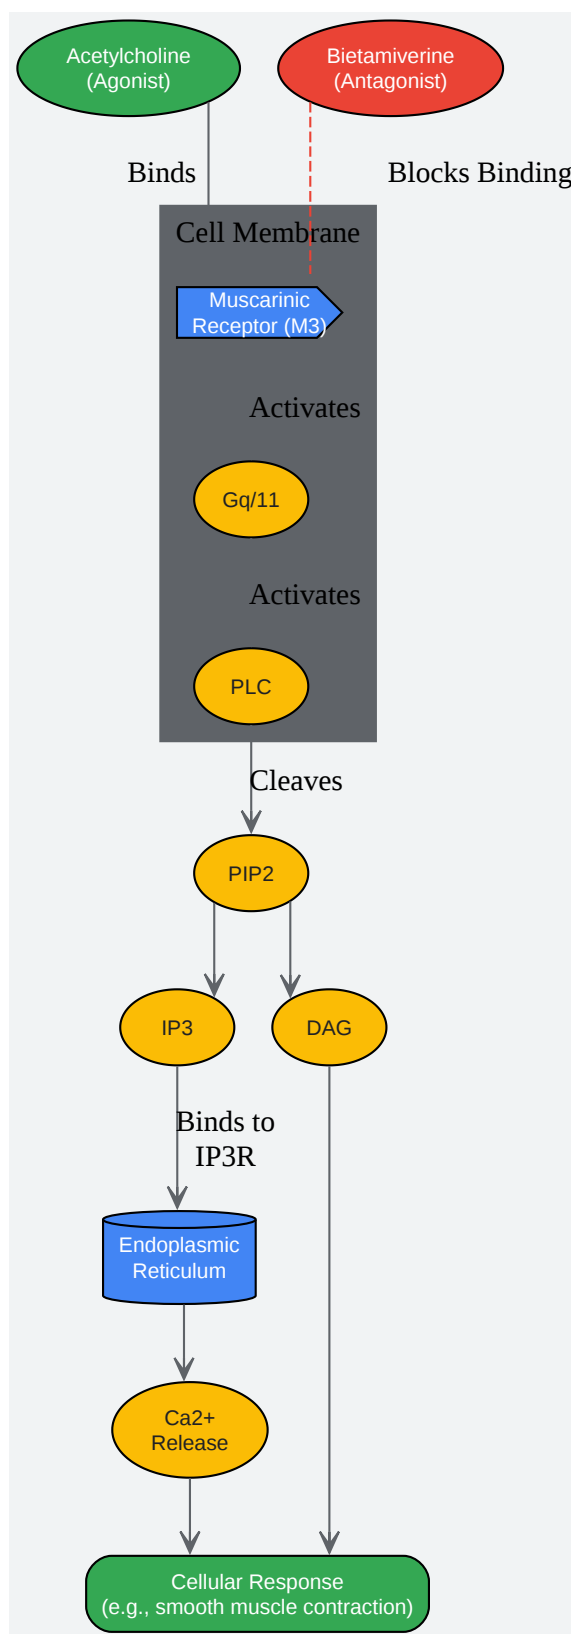 Acetylcholine
(Agonist)
Bietamiverine
(Antagonist)
Binds
Blocks Binding
Cell Membrane
Muscarinic
Receptor (M3)
Activates
Gq/11
Activates
PLC
Cleaves
PIP2
IP3
DAG
Binds to
IP3R
Endoplasmic
Reticulum
Ca2+
Release
Cellular Response
(e.g., smooth muscle contraction)